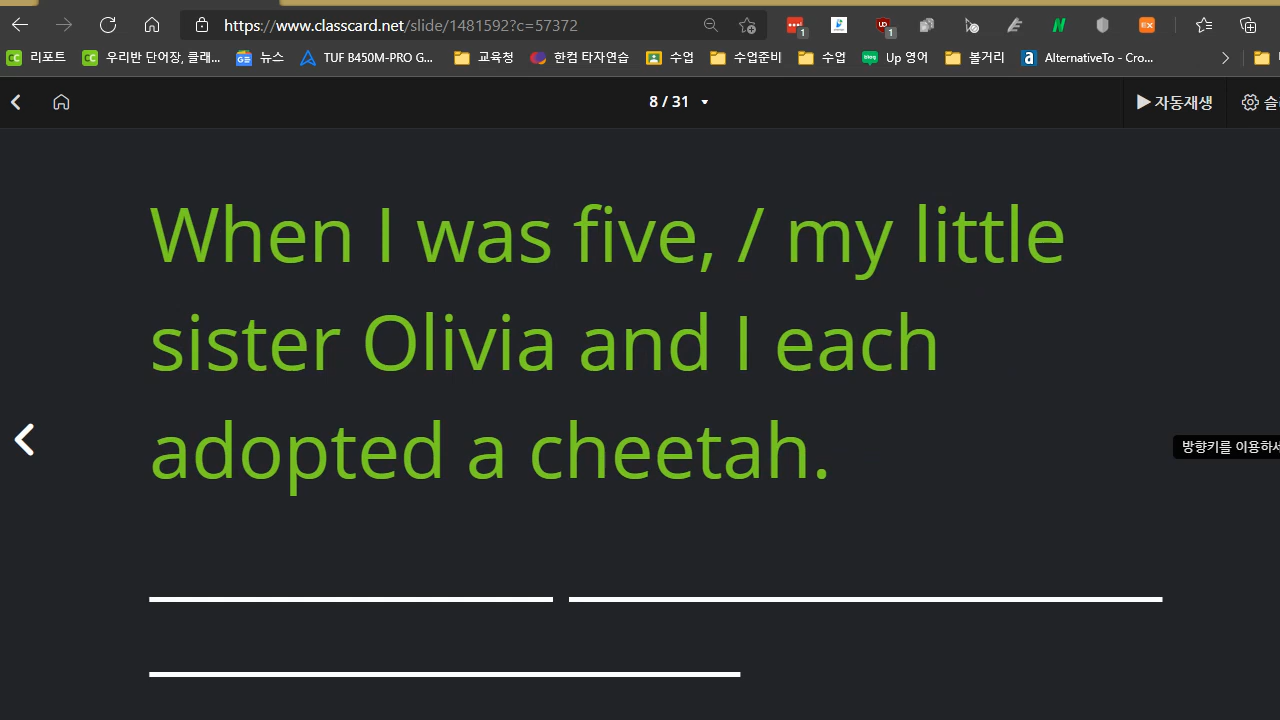 https://www.classcard.net/slide/1481592?c=57372
리포트 우리반 단어장, 클래... 뉴스 TUF B450M-PRO G... 교육청 한컴 타자연습 수업 수업준비 수업 Up 영어 볼거리 AlternativeTo - Cro...
8 / 31 자동재생
When I was five, / my little
sister Olivia and I each
adopted a cheetah.
방향키를 이용하세